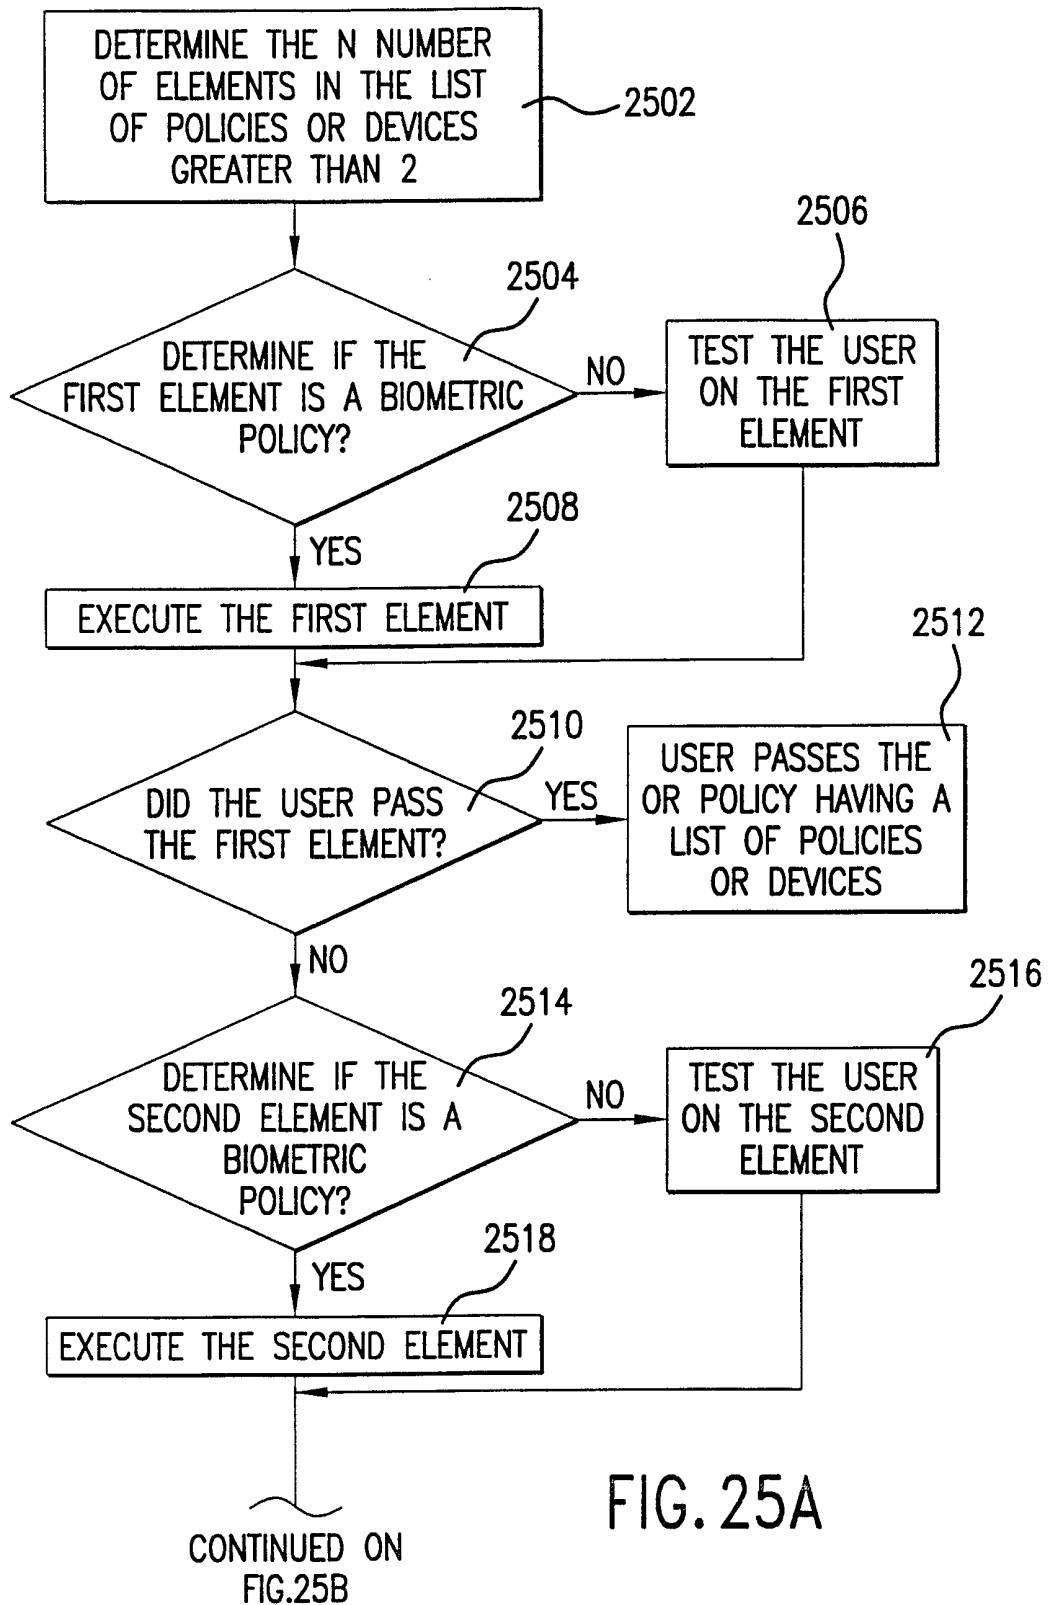 DETERMINE THE N NUMBER
OF ELEMENTS IN THE LIST
OF POLICIES OR DEVICES
GREATER THAN 2
2502
2506
2504
DETERMINE IF THE
FIRST ELEMENT IS A BIOMETRIC
POLICY?
NO
TEST THE USER
ON THE FIRST
ELEMENT
YES
2508
EXECUTE THE FIRST ELEMENT
2512
2510
DID THE USER PASS
THE FIRST ELEMENT?
YES
USER PASSES THE
OR POLICY HAVING A
LIST OF POLICIES
OR DEVICES
NO
2516
2514
DETERMINE IF THE
SECOND ELEMENT IS A
BIOMETRIC
POLICY?
NO
TEST THE USER
ON THE SECOND
ELEMENT
YES
2518
EXECUTE THE SECOND ELEMENT
FIG. 25A
CONTINUED ON
FIG.25B